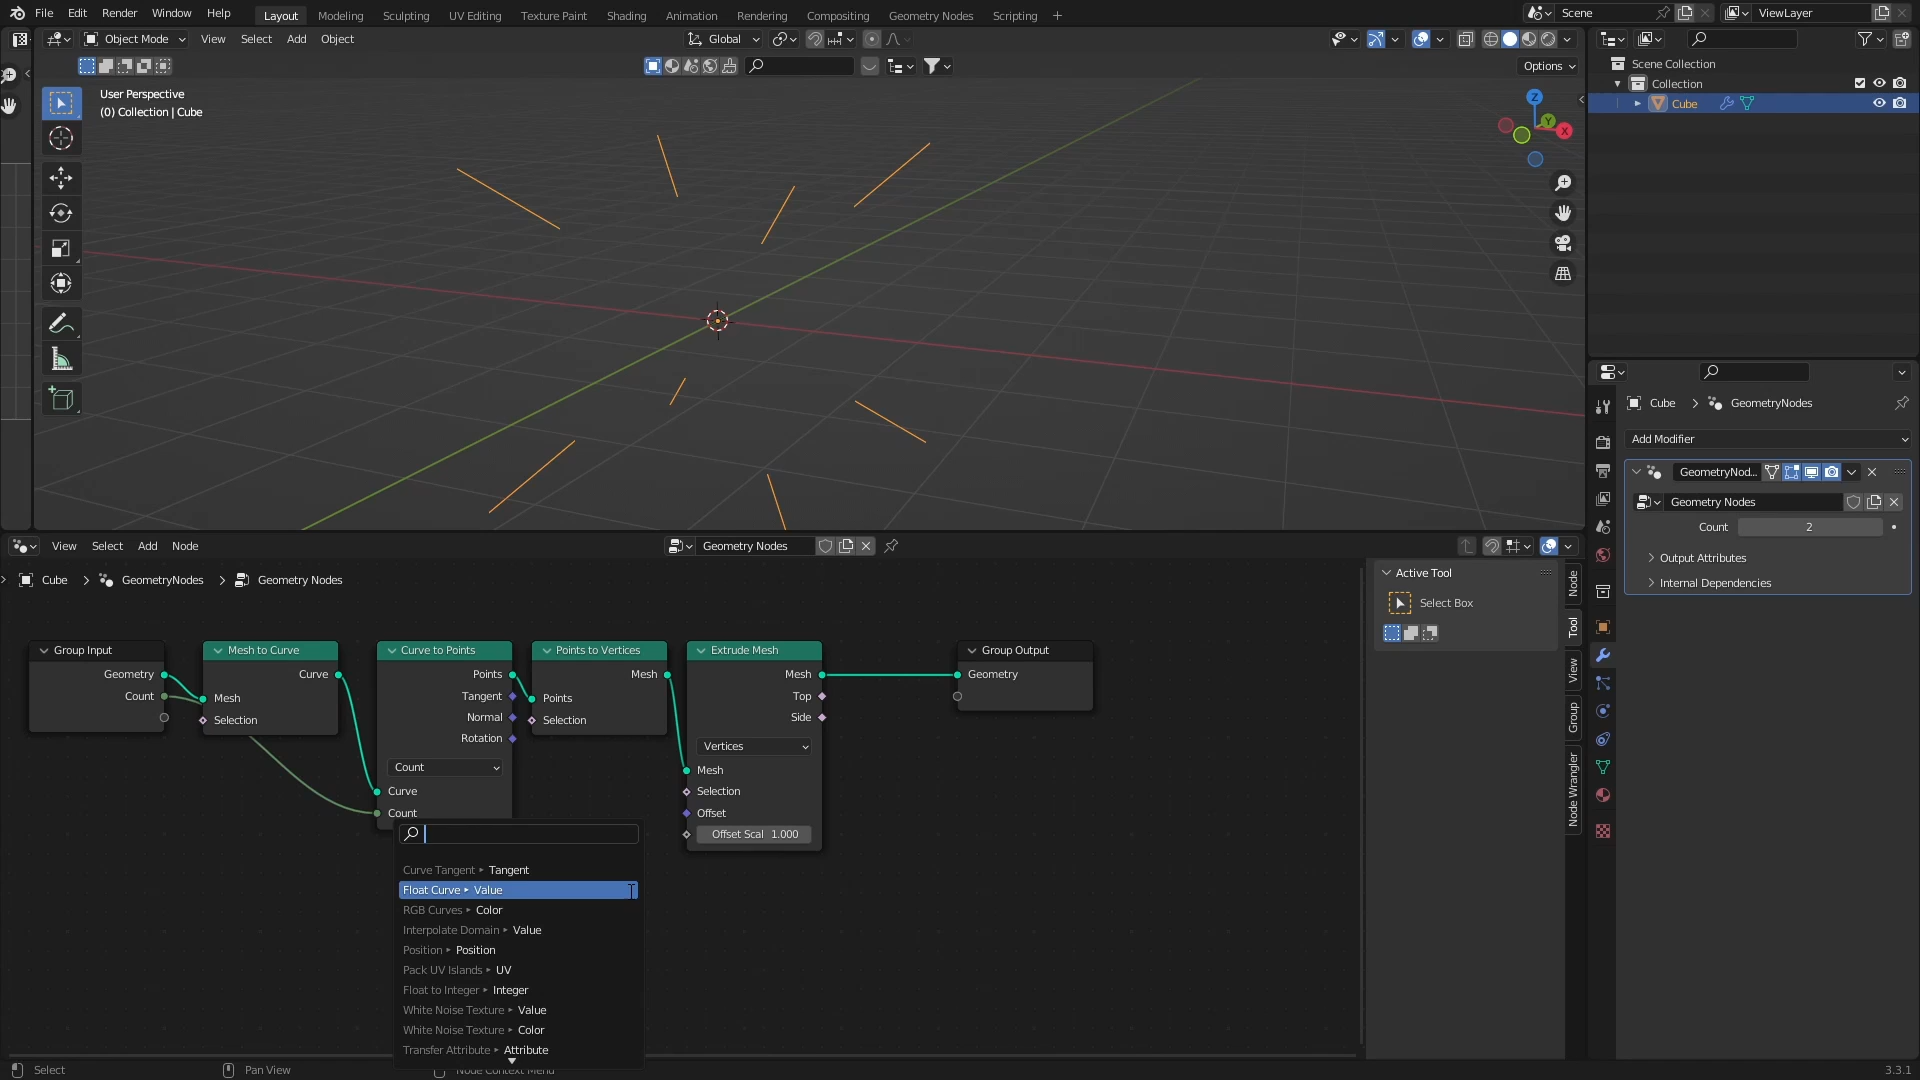 File Edit Render Window Help
Layout Modeling Sculpting UV Editing Texture Paint Shading Animation Rendering Compositing Geometry Nodes Scripting +
Scene
ViewLayer
Object Mode View Select Add Object
Global
Options
User Perspective
(0) Collection | Cube
Z
Y
X
Scene Collection
Collection
Cube
Cube > GeometryNodes
Add Modifier
GeometryNod...
Geometry Nodes
Count 2
Output Attributes
Internal Dependencies
View Select Add Node
Geometry Nodes
Cube > GeometryNodes > Geometry Nodes
Group Input
Geometry
Count
Mesh to Curve
Curve
Mesh
Selection
Curve to Points
Points
Tangent
Normal
Rotation
Count
Curve
Count
Points to Vertices
Mesh
Points
Selection
Extrude Mesh
Mesh
Top
Side
Vertices
Mesh
Selection
Offset
Offset Scal 1.000
Group Output
Geometry
Curve Tangent ▸ Tangent
Float Curve ▸ Value
RGB Curves ▸ Color
Interpolate Domain ▸ Value
Position ▸ Position
Pack UV Islands ▸ UV
Float to Integer ▸ Integer
White Noise Texture ▸ Value
White Noise Texture ▸ Color
Transfer Attribute ▸ Attribute
Active Tool
Select Box
Node
Tool
View
Group
Node Wrangler
Select
Pan View
Node Context Menu
3.3.1